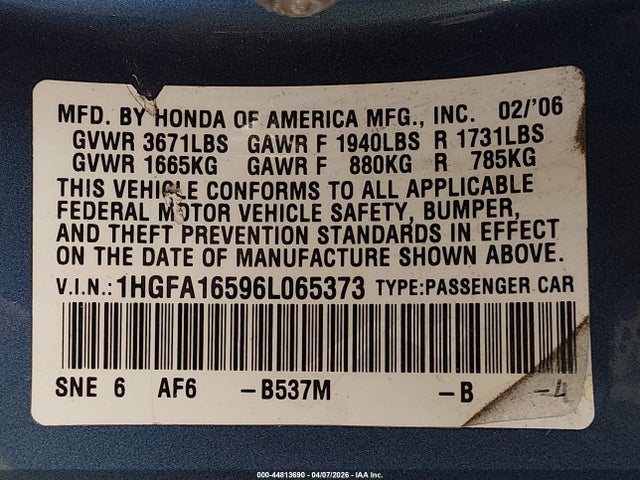 MFD. BY HONDA OF AMERICA MFG., INC. 02/'06
GVWR 3671LBS GAWR F 1940LBS R 1731LBS
GVWR 1665KG GAWR F 880KG R 785KG
THIS VEHICLE CONFORMS TO ALL APPLICABLE
FEDERAL MOTOR VEHICLE SAFETY, BUMPER,
AND THEFT PREVENTION STANDARDS IN EFFECT
ON THE DATE OF MANUFACTURE SHOWN ABOVE.
V.I.N.: 1HGFA16596L065373 TYPE:PASSENGER CAR
SNE 6 AF6 -B537M -B -4
000-44813690 - 04/07/2026 - IAA Inc.